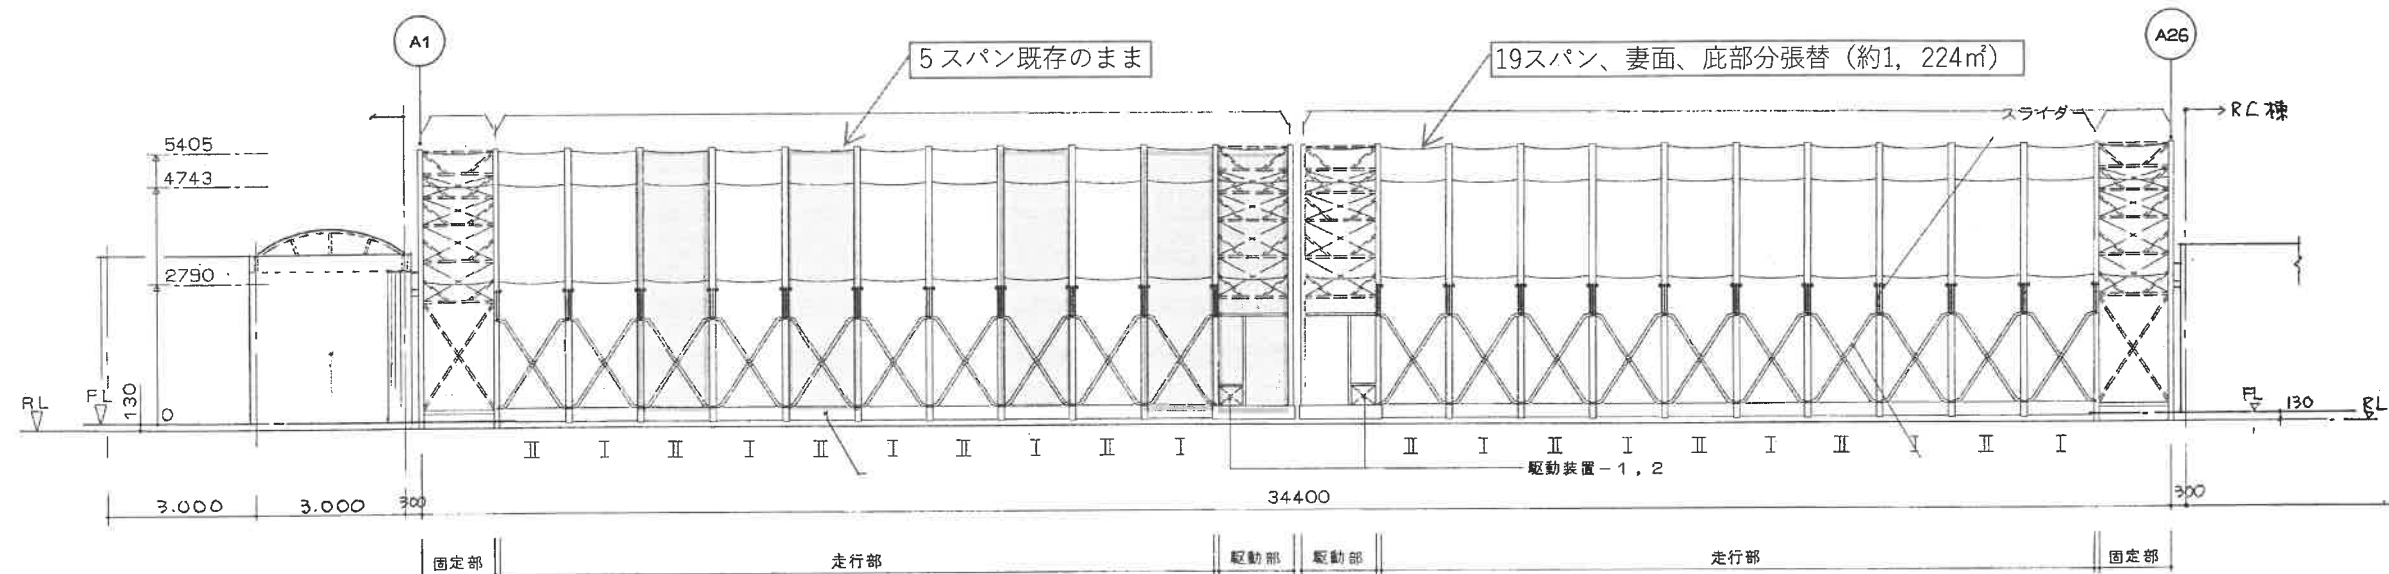 A1
A26
5スパン既存のまま
19スパン、妻面、庇部分張替（約1，224㎡）
スライダー
RC棟
5405
4743
2790
RL
FL
130
0
FL
130
RL
Ⅱ Ⅰ Ⅱ Ⅰ Ⅱ Ⅰ Ⅱ Ⅰ Ⅱ Ⅰ
Ⅱ Ⅰ Ⅱ Ⅰ Ⅱ Ⅰ Ⅱ Ⅰ Ⅱ Ⅰ
駆動装置－1，2
3.000
3.000
300
34400
300
固定部
走行部
駆動部
駆動部
走行部
固定部